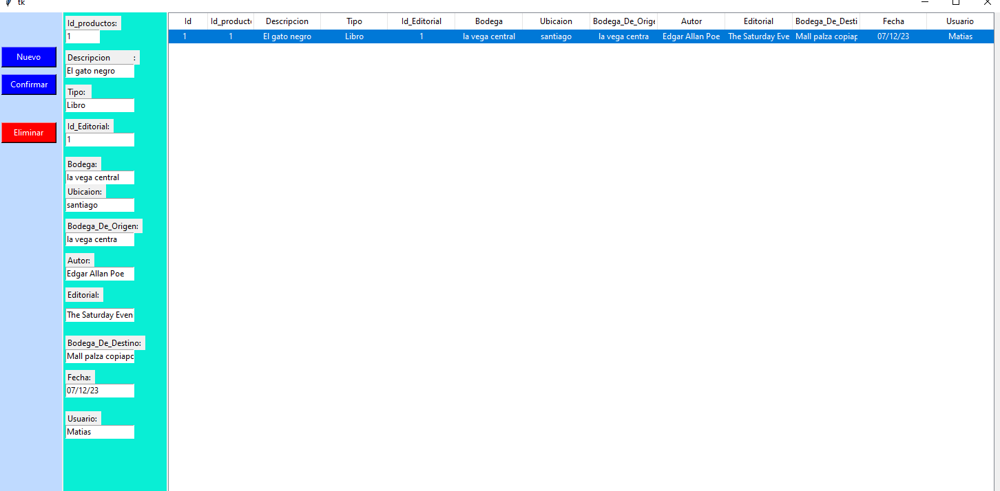 tk
Nuevo
Confirmar
Eliminar
Id_productos:
1
Descripcion :
El gato negro
Tipo:
Libro
Id_Editorial:
1
Bodega:
la vega central
Ubicaion:
santiago
Bodega_De_Origen:
la vega centra
Autor:
Edgar Allan Poe
Editorial:
The Saturday Even
Bodega_De_Destino:
Mall palza copiapc
Fecha:
07/12/23
Usuario:
Matias
Id Id_product Descripcion Tipo Id_Editorial Bodega Ubicaion Bodega_De_Orige Autor Editorial Bodega_De_Desti Fecha Usuario
1 1 El gato negro Libro 1 la vega central santiago la vega centra Edgar Allan Poe The Saturday Eve Mall palza copiap 07/12/23 Matias